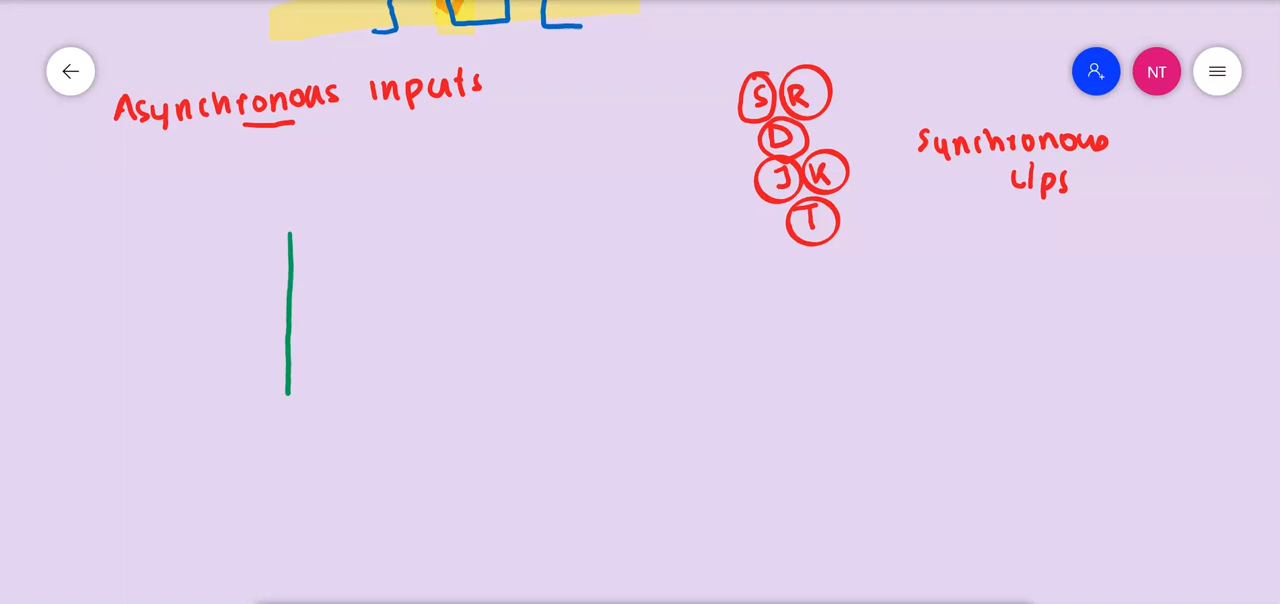 Asynchronous inputs
S R
D
J K
T
Synchronous
i/ps
NT